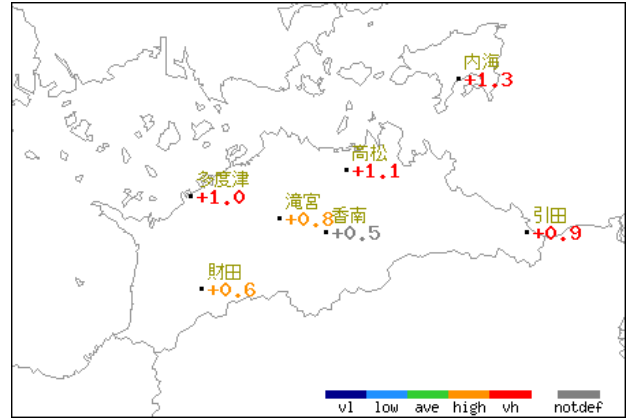 内海
+1.3
高松
+1.1
多度津
+1.0
滝宮
+0.8
香南
+0.5
引田
+0.9
財田
+0.6
vl low ave high vh notdef